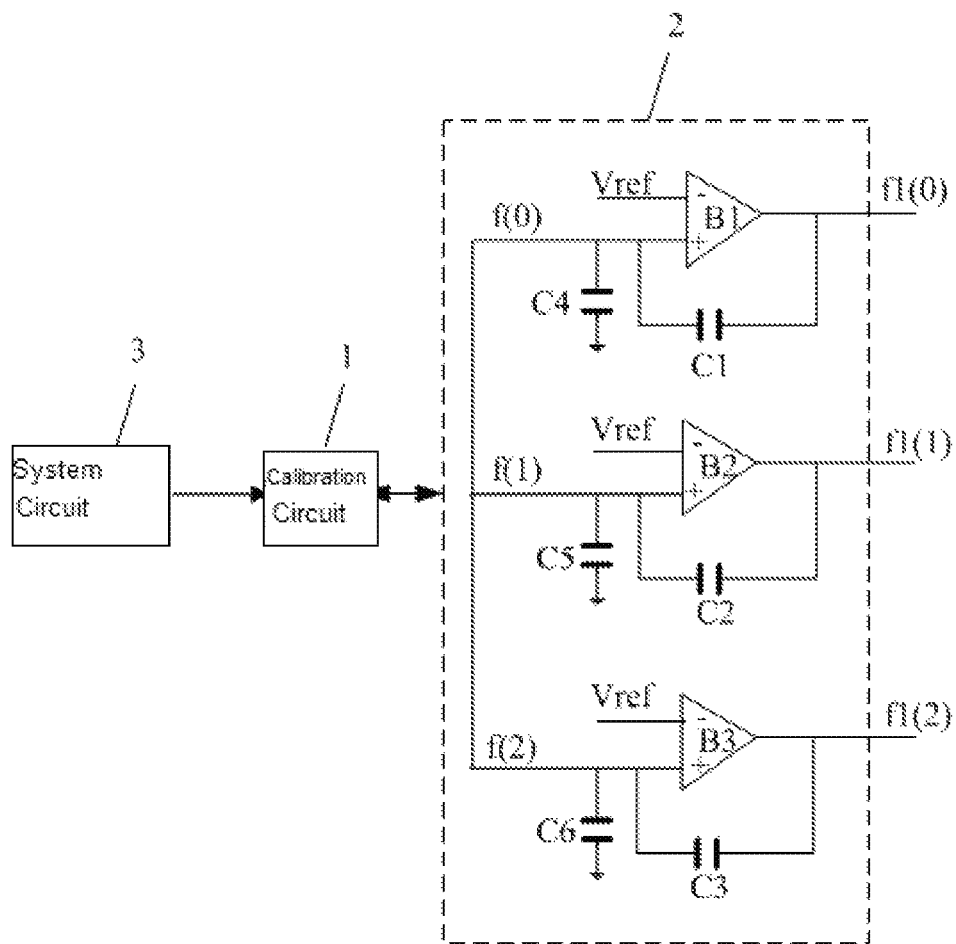 2
Vref
-
B1
+
f1(0)
f(0)
C4
C1
3
1
Vref
-
B2
+
f1(1)
System
Circuit
Calibration
Circuit
f(1)
C5
C2
Vref
-
B3
+
f1(2)
f(2)
C6
C3